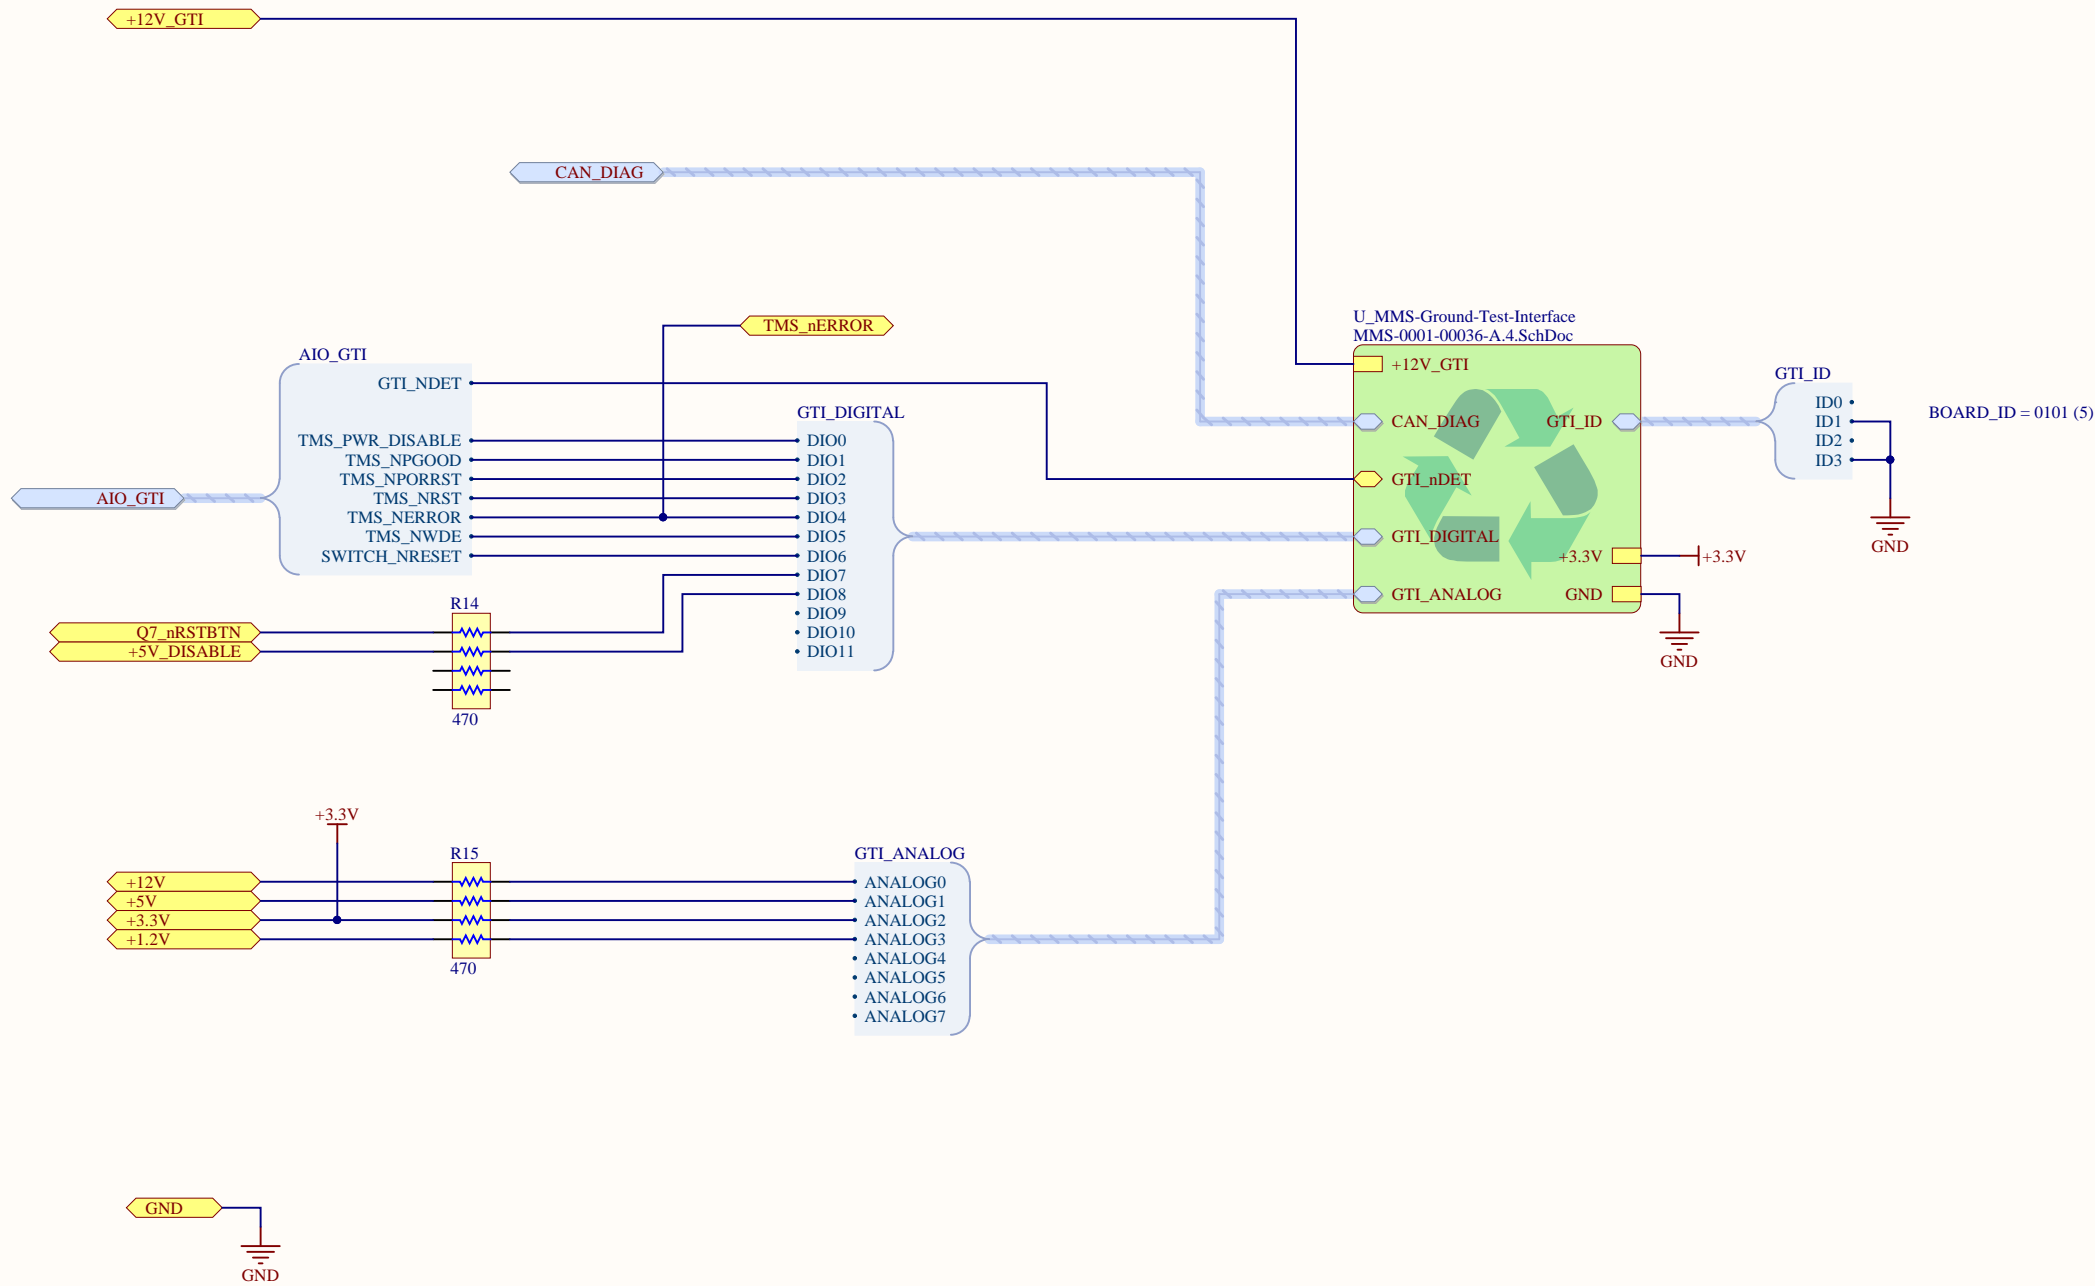 +12V_GTI
CAN_DIAG
TMS_nERROR
U_MMS-Ground-Test-Interface
MMS-0001-00036-A.4.SchDoc
+12V_GTI
CAN_DIAG
GTI_nDET
GTI_DIGITAL
GTI_ANALOG
GTI_ID
+3.3V
GND
+3.3V
GND
GTI_ID
ID0
ID1
ID2
ID3
BOARD_ID = 0101 (5)
GND
AIO_GTI
AIO_GTI
GTI_NDET
TMS_PWR_DISABLE
TMS_NPGOOD
TMS_NPORRST
TMS_NRST
TMS_NERROR
TMS_NWDE
SWITCH_NRESET
GTI_DIGITAL
DIO0
DIO1
DIO2
DIO3
DIO4
DIO5
DIO6
DIO7
DIO8
DIO9
DIO10
DIO11
Q7_nRSTBTN
+5V_DISABLE
R14
470
+3.3V
+12V
+5V
+3.3V
+1.2V
R15
470
GTI_ANALOG
ANALOG0
ANALOG1
ANALOG2
ANALOG3
ANALOG4
ANALOG5
ANALOG6
ANALOG7
GND
GND